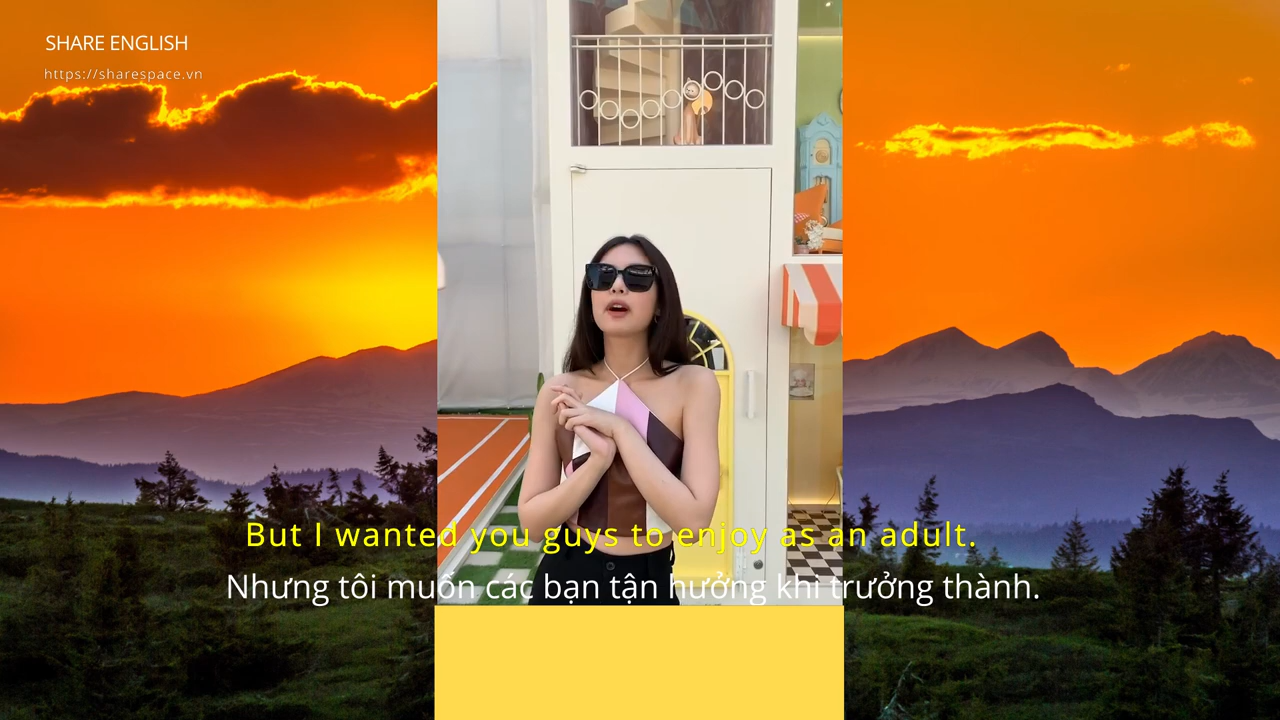 SHARE ENGLISH
https://sharespace.vn
But I wanted you guys to enjoy as an adult.
Nhưng tôi muốn các bạn tận hưởng khi trưởng thành.